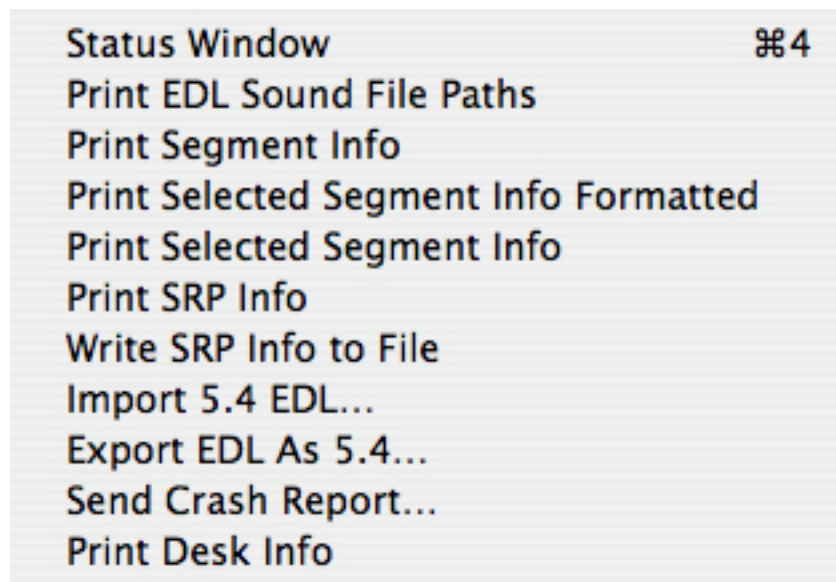 Status Window ⌘4
Print EDL Sound File Paths
Print Segment Info
Print Selected Segment Info Formatted
Print Selected Segment Info
Print SRP Info
Write SRP Info to File
Import 5.4 EDL...
Export EDL As 5.4...
Send Crash Report...
Print Desk Info